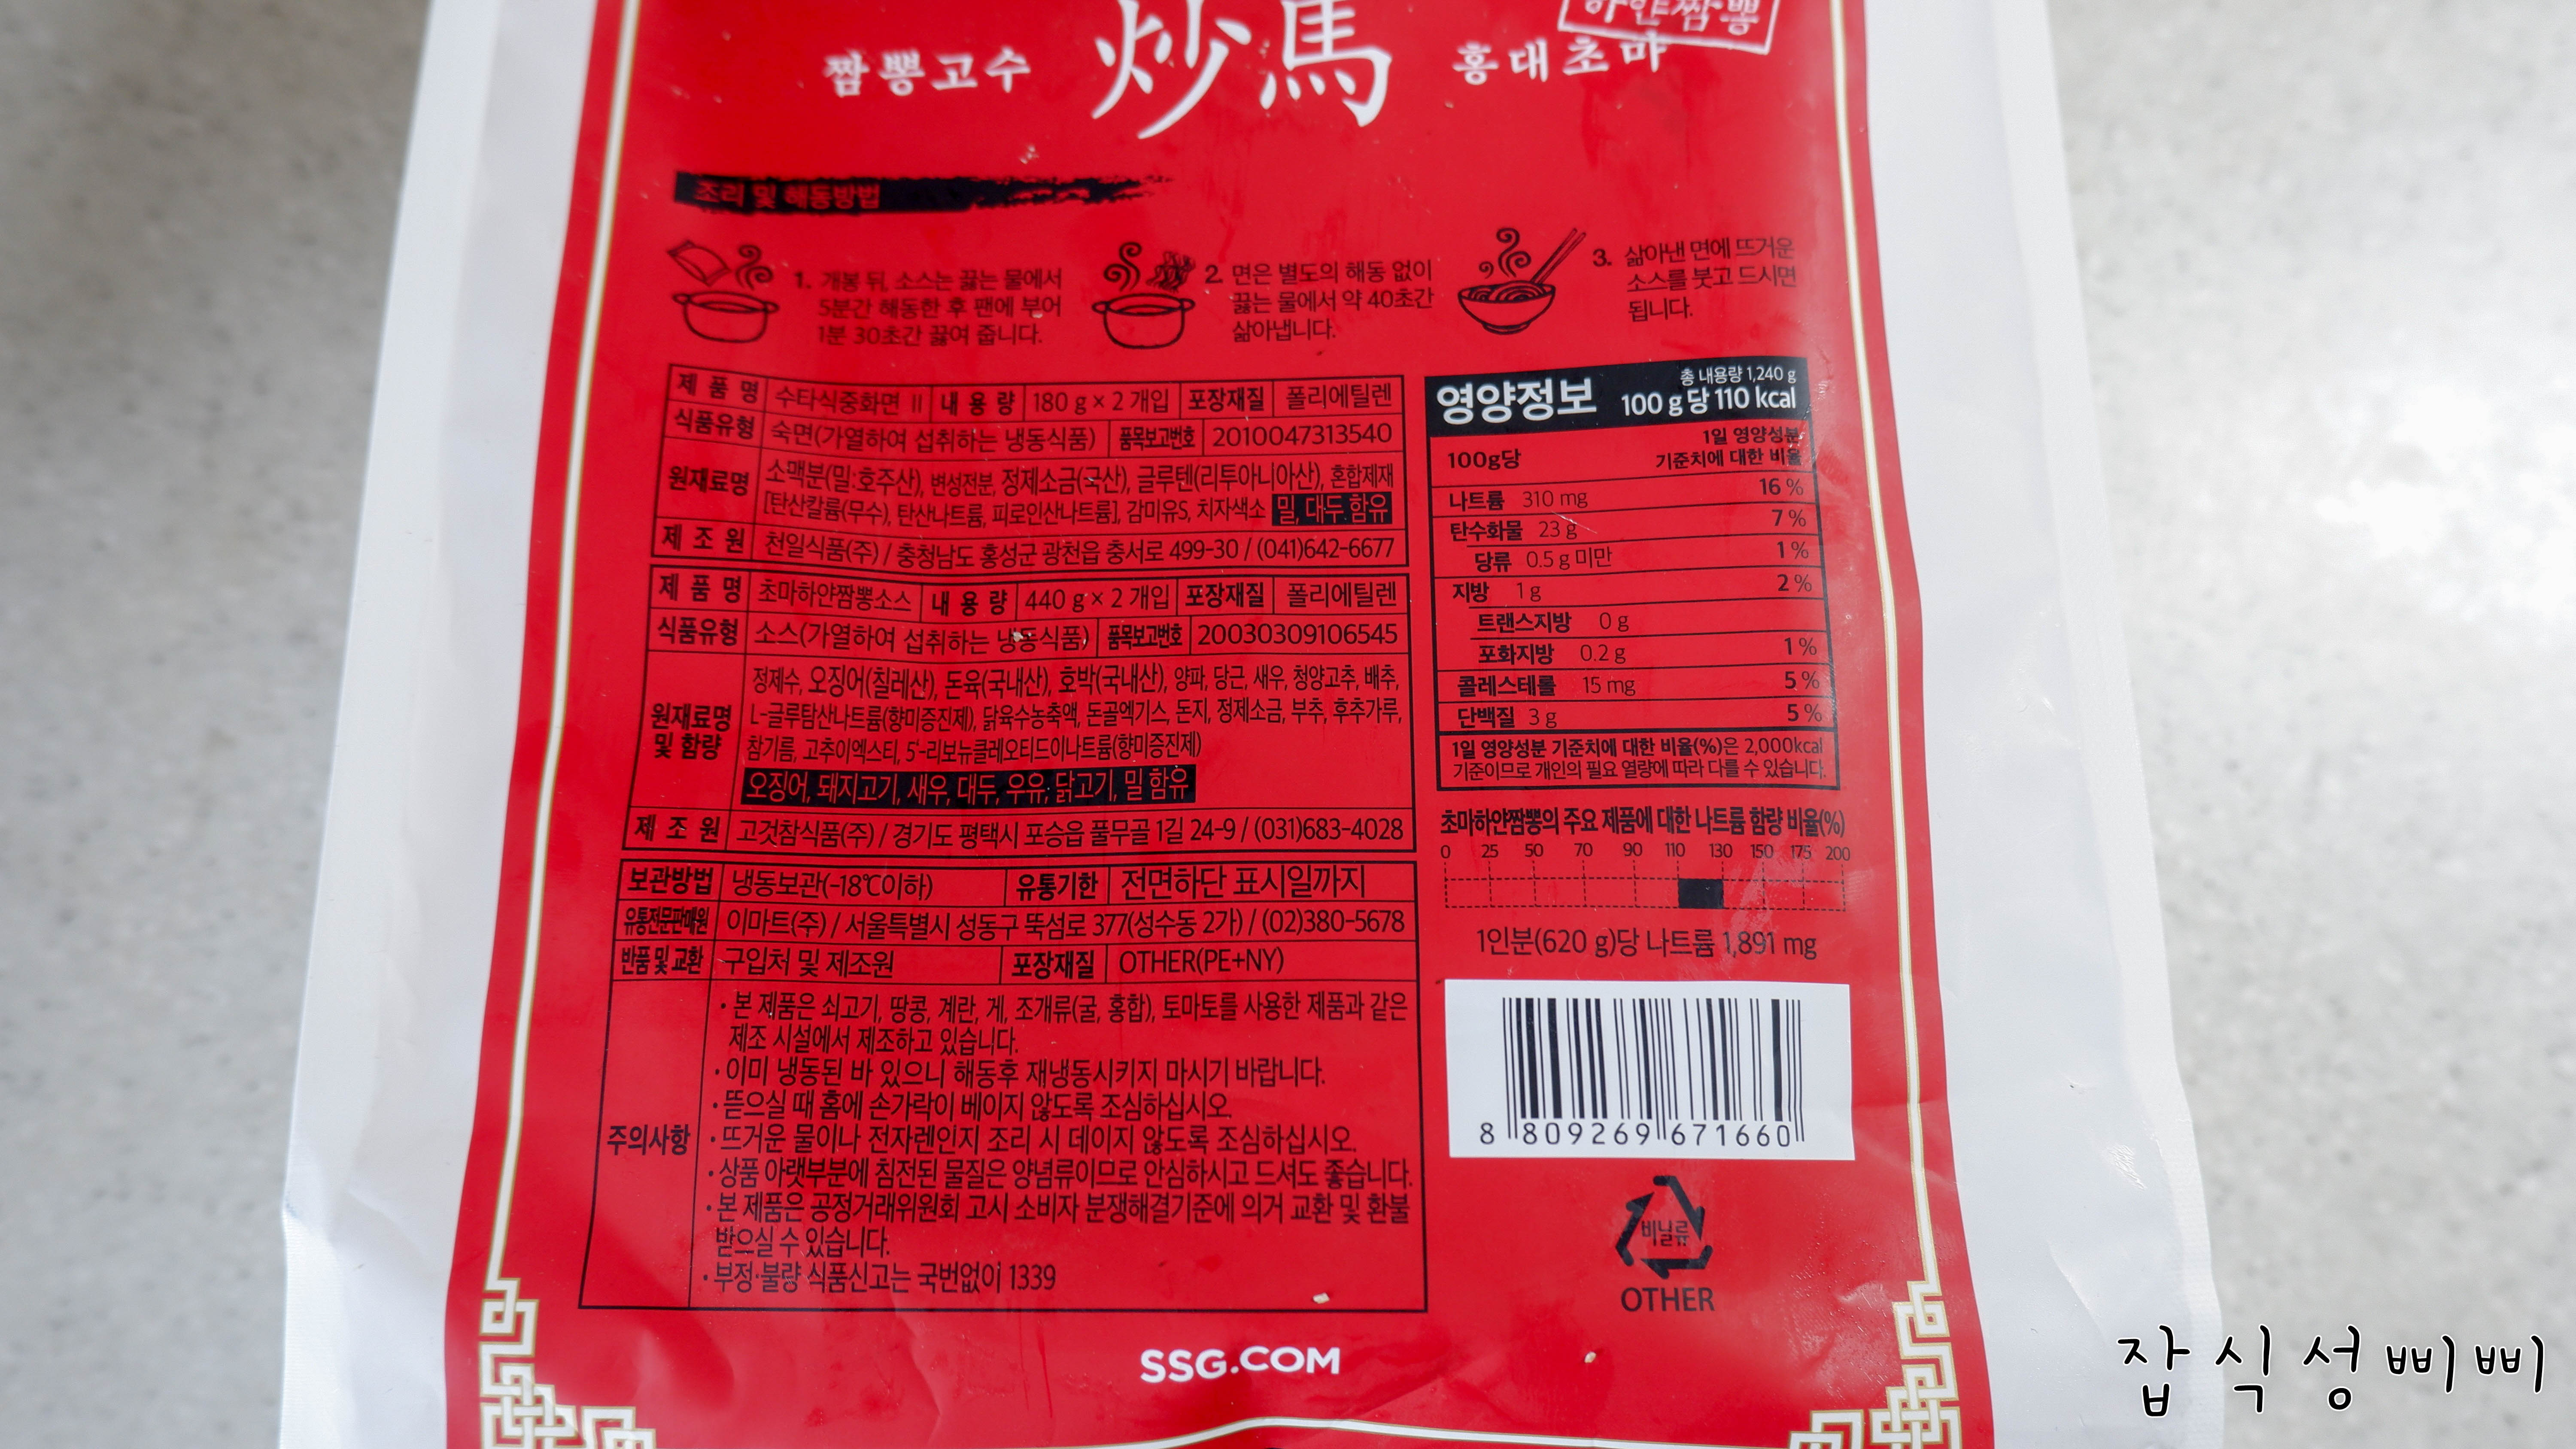 하얀짬뽕
짬뽕고수 炒馬 홍대초마
조리 및 해동방법
1. 개봉 뒤, 소스는 끓는 물에서
5분간 해동한 후 팬에 부어
1분 30초간 끓여 줍니다.
2. 면은 별도의 해동 없이
끓는 물에서 약 40초간
삶아냅니다.
3. 삶아낸 면에 뜨거운
소스를 붓고 드시면
됩니다.
제 품 명 수타식중화면 II 내 용 량 180 g × 2 개입 포장재질 폴리에틸렌
식품유형 숙면(가열하여 섭취하는 냉동식품) 품목보고번호 2010047313540
원재료명 소맥분(밀:호주산), 변성전분, 정제소금(국산), 글루텐(리투아니아산), 혼합제재
[탄산칼륨(무수), 탄산나트륨, 피로인산나트륨], 감미유S, 치자색소 밀, 대두 함유
제 조 원 천일식품(주) / 충청남도 홍성군 광천읍 충서로 499-30 / (041)642-6677
제 품 명 초마하얀짬뽕소스 내 용 량 440 g × 2 개입 포장재질 폴리에틸렌
식품유형 소스(가열하여 섭취하는 냉동식품) 품목보고번호 20030309106545
원재료명 및 함량
정제수, 오징어(칠레산), 돈육(국내산), 호박(국내산), 양파, 당근, 새우, 청양고추, 배추,
L-글루탐산나트륨(향미증진제), 닭육수농축액, 돈골엑기스, 돈지, 정제소금, 부추, 후추가루,
참기름, 고추이엑스티, 5'-리보뉴클레오티드이나트륨(향미증진제)
오징어, 돼지고기, 새우, 대두, 우유, 닭고기, 밀 함유
제 조 원 고것참식품(주) / 경기도 평택시 포승읍 풀무골 1길 24-9 / (031)683-4028
보관방법 냉동보관(-18℃이하) 유통기한 전면하단 표시일까지
유통전문판매원 이마트(주) / 서울특별시 성동구 뚝섬로 377(성수동 2가) / (02)380-5678
반품 및 교환 구입처 및 제조원 포장재질 OTHER(PE+NY)
주의사항
· 본 제품은 쇠고기, 땅콩, 계란, 게, 조개류(굴, 홍합), 토마토를 사용한 제품과 같은
제조 시설에서 제조하고 있습니다.
· 이미 냉동된 바 있으니 해동후 재냉동시키지 마시기 바랍니다.
· 뜯으실 때 홈에 손가락이 베이지 않도록 조심하십시오.
· 뜨거운 물이나 전자렌인지 조리 시 데이지 않도록 조심하십시오.
· 상품 아랫부분에 침전된 물질은 양념류이므로 안심하시고 드셔도 좋습니다.
· 본 제품은 공정거래위원회 고시 소비자 분쟁해결기준에 의거 교환 및 환불
받으실 수 있습니다.
· 부정·불량 식품신고는 국번없이 1339
영양정보 총 내용량 1,240 g
100 g 당 110 kcal
100g당 1일 영양성분
기준치에 대한 비율
나트륨 310 mg 16 %
탄수화물 23 g 7 %
당류 0.5 g 미만 1 %
지방 1 g 2 %
트랜스지방 0 g
포화지방 0.2 g 1 %
콜레스테롤 15 mg 5 %
단백질 3 g 5 %
1일 영양성분 기준치에 대한 비율(%)은 2,000kcal
기준이므로 개인의 필요 열량에 따라 다를 수 있습니다.
초마하얀짬뽕의 주요 제품에 대한 나트륨 함량 비율(%)
0 25 50 70 90 110 130 150 175 200
1인분(620 g)당 나트륨 1,891 mg
8 809269 671660
비닐류
OTHER
SSG.COM
잡식성삐삐